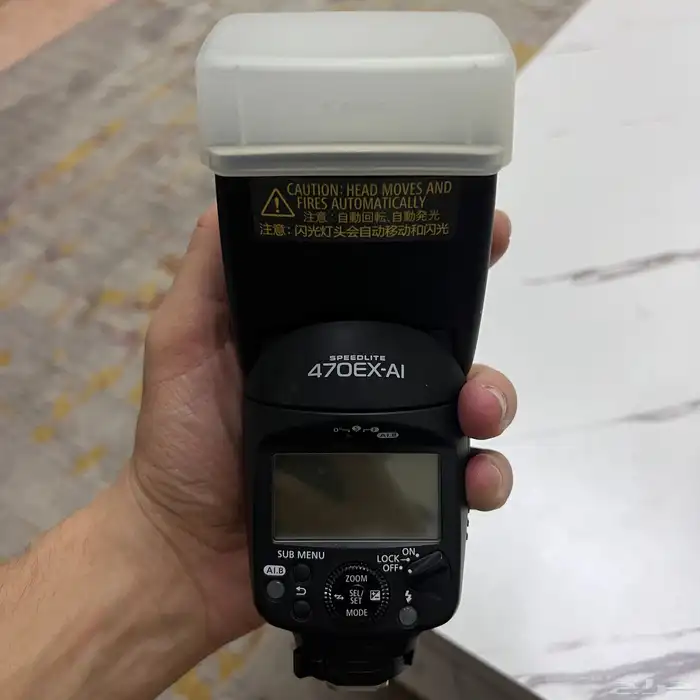 CAUTION: HEAD MOVES AND
FIRES AUTOMATICALLY
注意：自動回転、自動発光
注意：闪光灯头会自动移动和闪光
SPEEDLITE
470EX-AI
AI.B
SUB MENU
ON
LOCK
OFF
AI.B
ZOOM
SEL/
SET
MODE